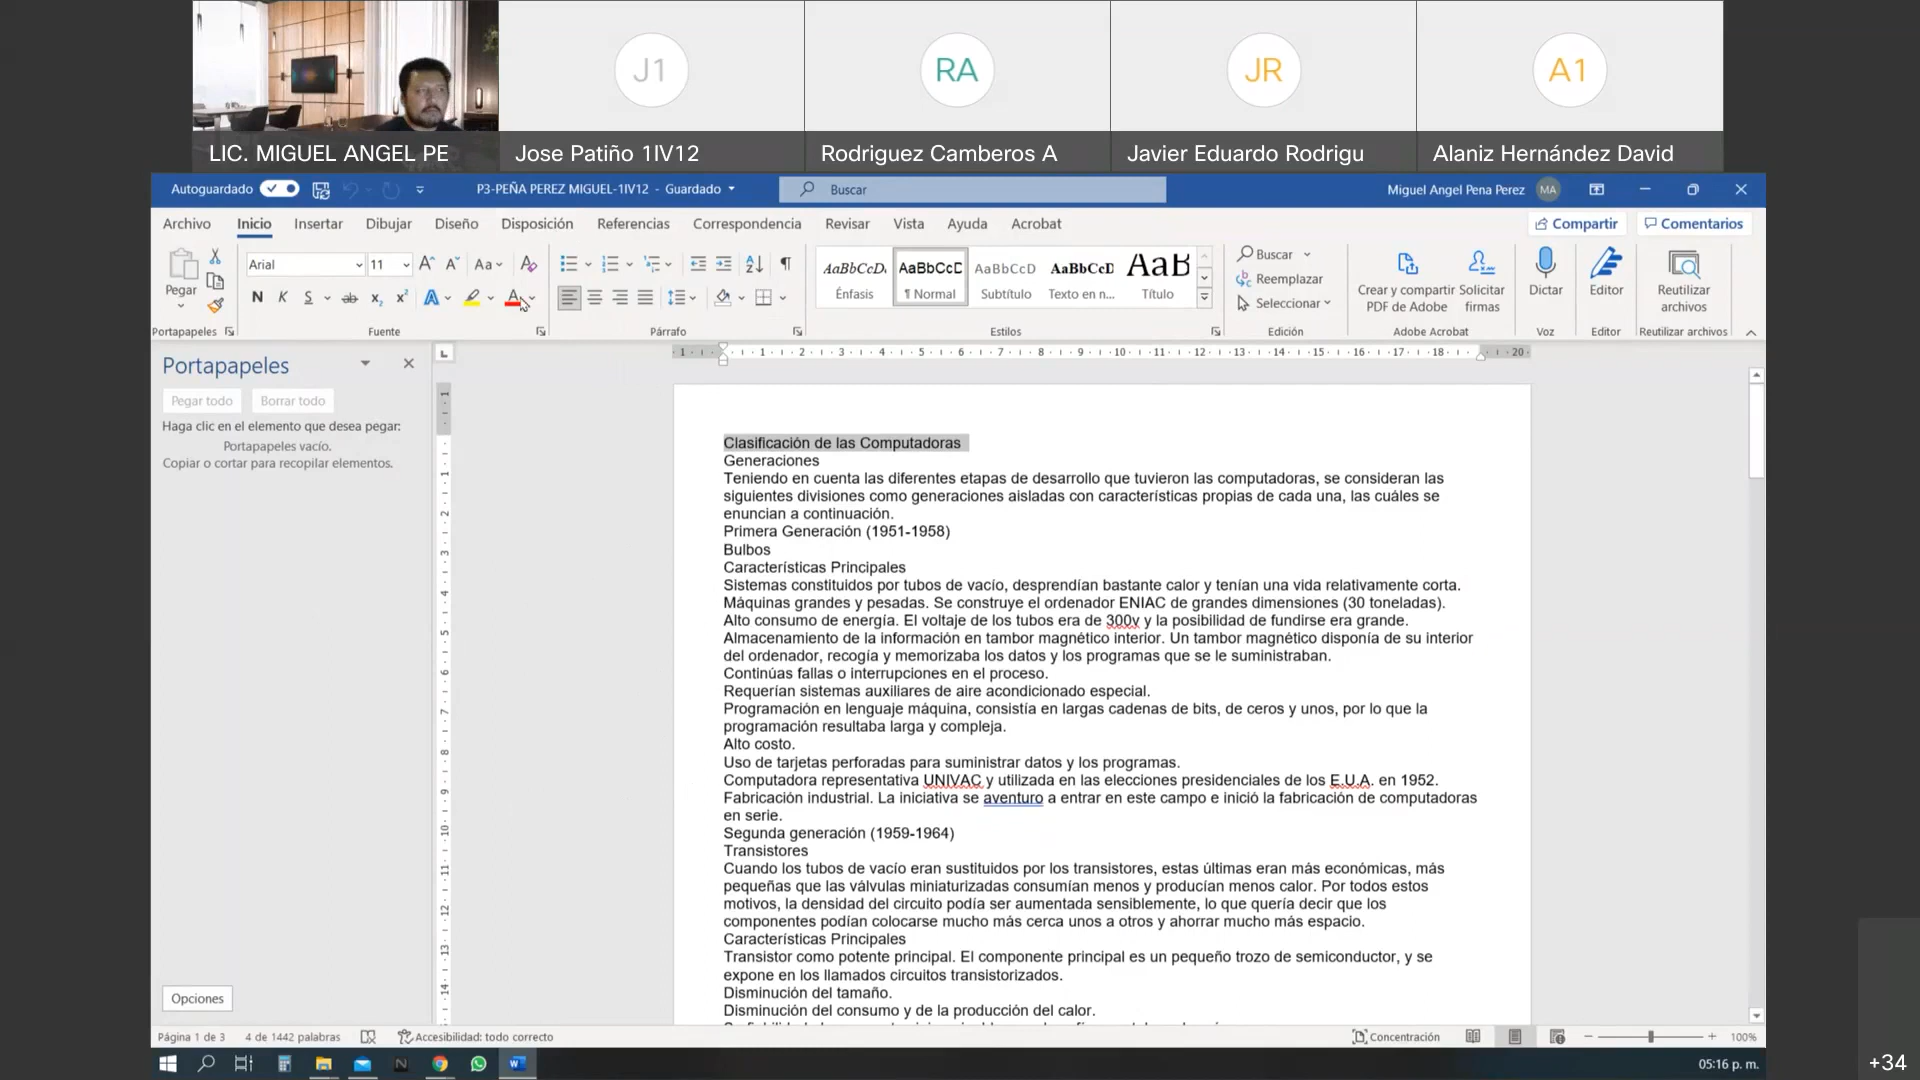 J1
RA
JR
A1
LIC. MIGUEL ANGEL PE
Jose Patiño 1IV12
Rodriguez Camberos A
Javier Eduardo Rodrigu
Alaniz Hernández David
Autoguardado
P3-PEÑA PEREZ MIGUEL-1IV12 - Guardado
Buscar
Miguel Angel Pena Perez
MA
Archivo Inicio Insertar Dibujar Diseño Disposición Referencias Correspondencia Revisar Vista Ayuda Acrobat
Compartir
Comentarios
Pegar
Arial
11
N K S ab x₂ x²
AaBbCcD
Énfasis
AaBbCcD
¶ Normal
AaBbCcD
Subtítulo
AaBbCcD
Texto en n...
AaB
Título
Buscar
Reemplazar
Seleccionar
Crear y compartir
PDF de Adobe
Solicitar
firmas
Dictar
Editor
Reutilizar
archivos
Portapapeles
Fuente
Párrafo
Estilos
Edición
Adobe Acrobat
Voz
Editor
Reutilizar archivos
Portapapeles
Pegar todo
Borrar todo
Haga clic en el elemento que desea pegar:
Portapapeles vacío.
Copiar o cortar para recopilar elementos.
Opciones
Clasificación de las Computadoras
Generaciones
Teniendo en cuenta las diferentes etapas de desarrollo que tuvieron las computadoras, se consideran las
siguientes divisiones como generaciones aisladas con características propias de cada una, las cuáles se
enuncian a continuación.
Primera Generación (1951-1958)
Bulbos
Características Principales
Sistemas constituidos por tubos de vacío, desprendían bastante calor y tenían una vida relativamente corta.
Máquinas grandes y pesadas. Se construye el ordenador ENIAC de grandes dimensiones (30 toneladas).
Alto consumo de energía. El voltaje de los tubos era de 300v y la posibilidad de fundirse era grande.
Almacenamiento de la información en tambor magnético interior. Un tambor magnético disponía de su interior
del ordenador, recogía y memorizaba los datos y los programas que se le suministraban.
Continúas fallas o interrupciones en el proceso.
Requerían sistemas auxiliares de aire acondicionado especial.
Programación en lenguaje máquina, consistía en largas cadenas de bits, de ceros y unos, por lo que la
programación resultaba larga y compleja.
Alto costo.
Uso de tarjetas perforadas para suministrar datos y los programas.
Computadora representativa UNIVAC y utilizada en las elecciones presidenciales de los E.U.A. en 1952.
Fabricación industrial. La iniciativa se aventuro a entrar en este campo e inició la fabricación de computadoras
en serie.
Segunda generación (1959-1964)
Transistores
Cuando los tubos de vacío eran sustituidos por los transistores, estas últimas eran más económicas, más
pequeñas que las válvulas miniaturizadas consumían menos y producían menos calor. Por todos estos
motivos, la densidad del circuito podía ser aumentada sensiblemente, lo que quería decir que los
componentes podían colocarse mucho más cerca unos a otros y ahorrar mucho más espacio.
Características Principales
Transistor como potente principal. El componente principal es un pequeño trozo de semiconductor, y se
expone en los llamados circuitos transistorizados.
Disminución del tamaño.
Disminución del consumo y de la producción del calor.
Página 1 de 3
4 de 1442 palabras
Accesibilidad: todo correcto
Concentración
100%
05:16 p. m.
+34